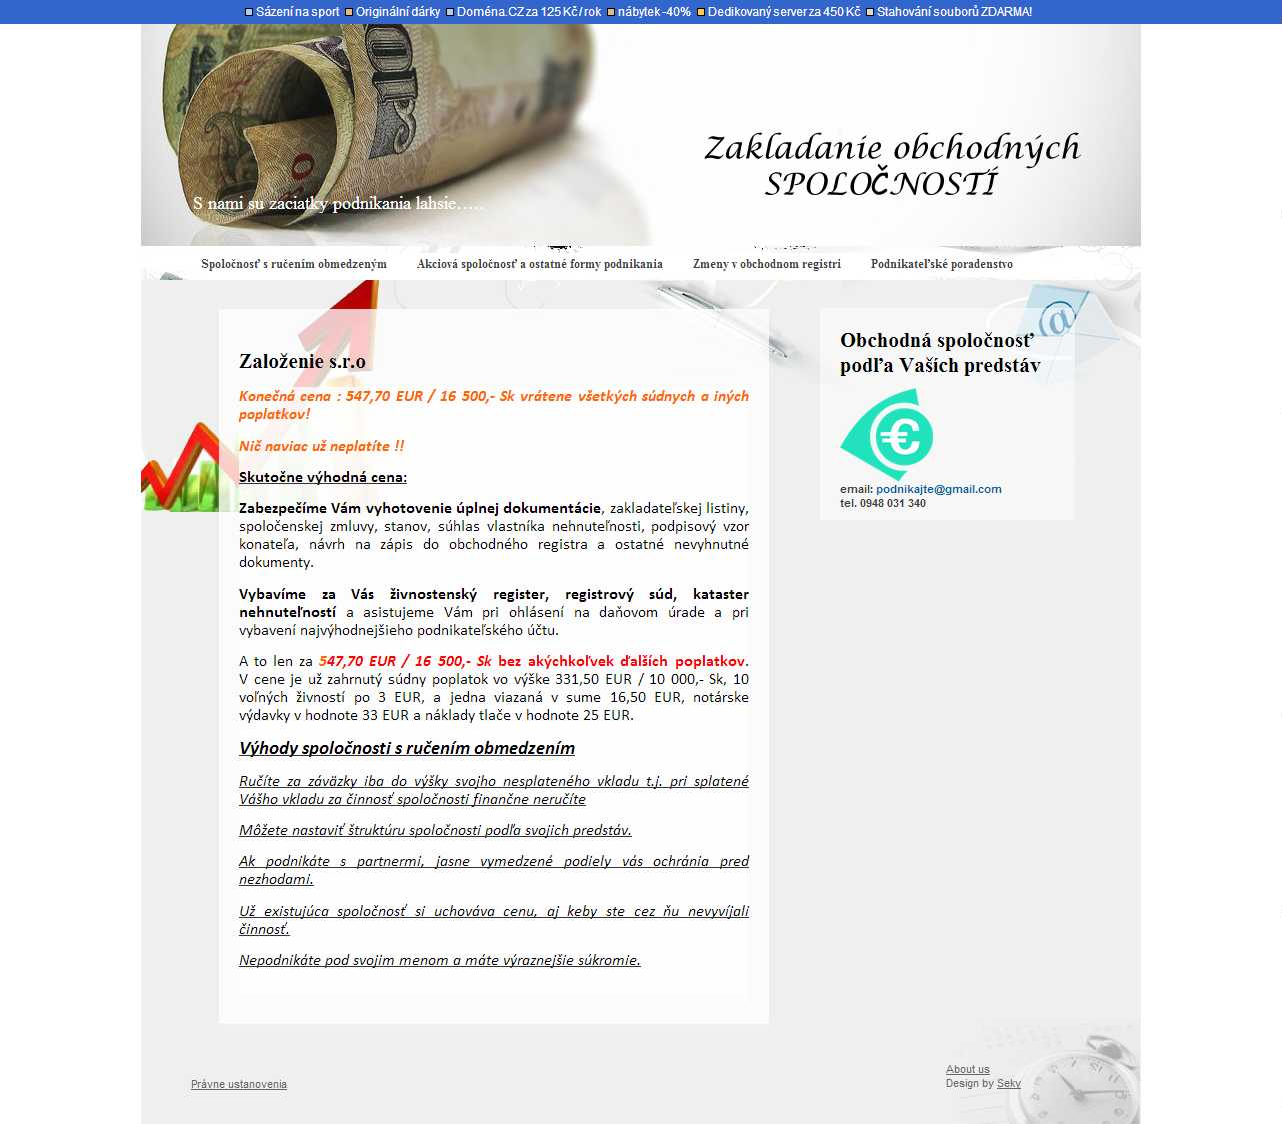 Sázení na sport Originální dárky Doména.CZ za 125 Kč / rok nábytek -40% Dedikovaný server za 450 Kč Stahování souborů ZDARMA!
Zakladanie obchodných
SPOLOČNOSTÍ
S nami su zaciatky podnikania lahsie…..
Spoločnosť s ručením obmedzeným Akciová spoločnosť a ostatné formy podnikania Zmeny v obchodnom registri Podnikateľské poradenstvo
Založenie s.r.o
Konečná cena : 547,70 EUR / 16 500,- Sk vrátene všetkých súdnych a iných
poplatkov!
Nič naviac už neplatíte !!
Skutočne výhodná cena:
Zabezpečíme Vám vyhotovenie úplnej dokumentácie, zakladateľskej listiny,
spoločenskej zmluvy, stanov, súhlas vlastníka nehnuteľnosti, podpisový vzor
konateľa, návrh na zápis do obchodného registra a ostatné nevyhnutné
dokumenty.
Vybavíme za Vás živnostenský register, registrový súd, kataster
nehnuteľností a asistujeme Vám pri ohlásení na daňovom úrade a pri
vybavení najvýhodnejšieho podnikateľského účtu.
A to len za 547,70 EUR / 16 500,- Sk bez akýchkoľvek ďalších poplatkov.
V cene je už zahrnutý súdny poplatok vo výške 331,50 EUR / 10 000,- Sk, 10
voľných živností po 3 EUR, a jedna viazaná v sume 16,50 EUR, notárske
výdavky v hodnote 33 EUR a náklady tlače v hodnote 25 EUR.
Výhody spoločnosti s ručením obmedzením
Ručíte za záväzky iba do výšky svojho nesplateného vkladu t.j. pri splatené
Vášho vkladu za činnosť spoločnosti finančne neručíte
Môžete nastaviť štruktúru spoločnosti podľa svojich predstáv.
Ak podnikáte s partnermi, jasne vymedzené podiely vás ochránia pred
nezhodami.
Už existujúca spoločnosť si uchováva cenu, aj keby ste cez ňu nevyvíjali
činnosť.
Nepodnikáte pod svojim menom a máte výraznejšie súkromie.
Obchodná spoločnosť
podľa Vaších predstáv
email: podnikajte@gmail.com
tel. 0948 031 340
Právne ustanovenia
About us
Design by Sekv